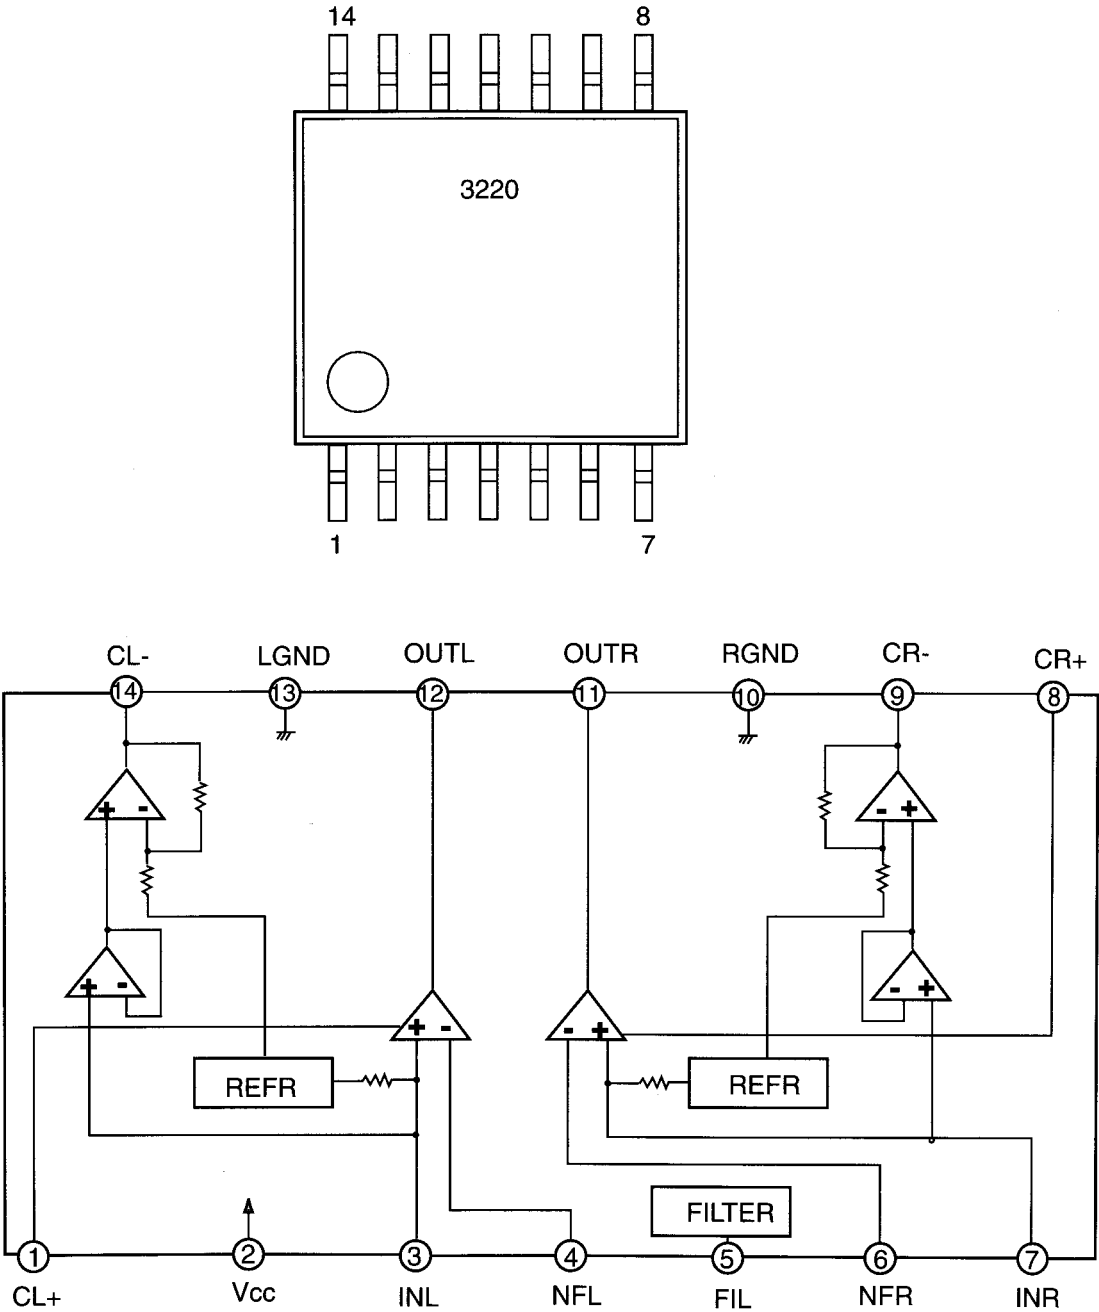 14 8
3220
1 7
CL- LGND OUTL OUTR RGND CR- CR+
14 13 12 11 10 9 8
+ - - +
+ - - +
+ - - +
REFR REFR
FILTER
1 2 3 4 5 6 7
CL+ Vcc INL NFL FIL NFR INR